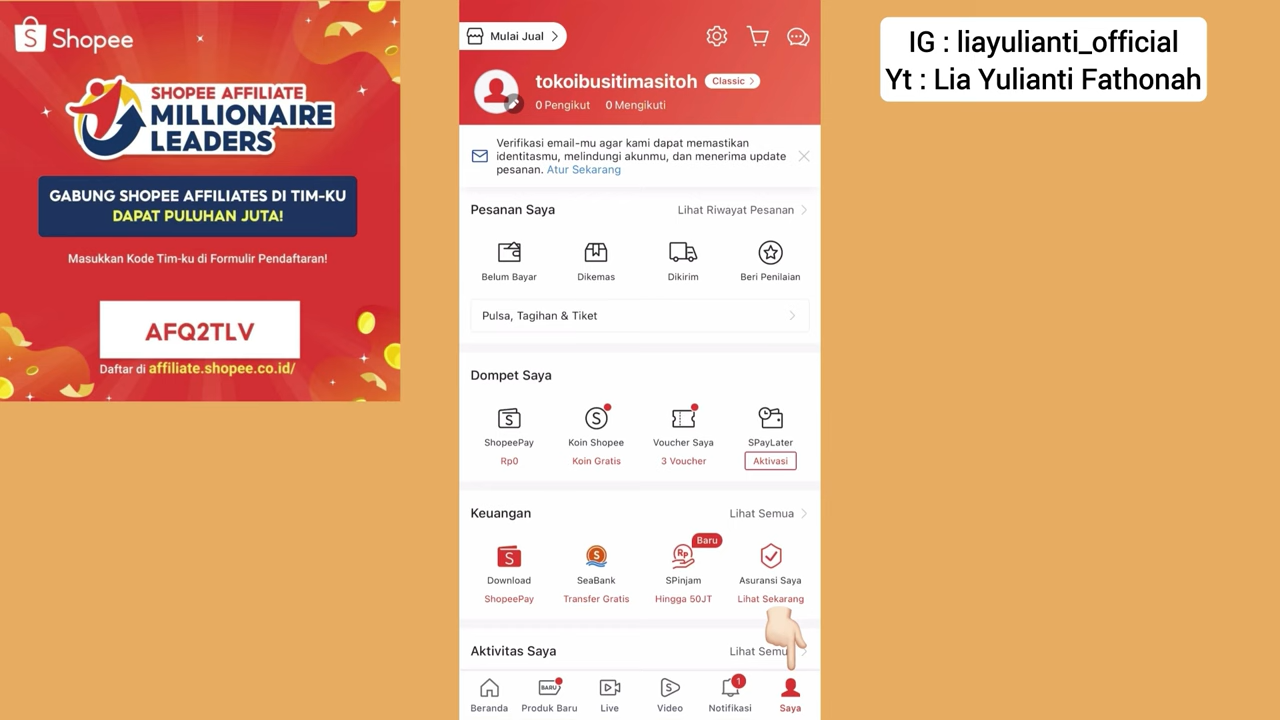 Shopee
SHOPEE AFFILIATE
MILLIONAIRE
LEADERS
GABUNG SHOPEE AFFILIATES DI TIM-KU
DAPAT PULUHAN JUTA!
Masukkan Kode Tim-ku di Formulir Pendaftaran!
AFQ2TLV
Daftar di affiliate.shopee.co.id/
Mulai Jual
tokoibusitimasitoh Classic
0 Pengikut 0 Mengikuti
Verifikasi email-mu agar kami dapat memastikan
identitasmu, melindungi akunmu, dan menerima update
pesanan. Atur Sekarang
Pesanan Saya Lihat Riwayat Pesanan
Belum Bayar Dikemas Dikirim Beri Penilaian
Pulsa, Tagihan & Tiket
Dompet Saya
ShopeePay Koin Shopee Voucher Saya SPayLater
Rp0 Koin Gratis 3 Voucher Aktivasi
Keuangan Lihat Semua
Baru
Download SeaBank SPinjam Asuransi Saya
ShopeePay Transfer Gratis Hingga 50JT Lihat Sekarang
Aktivitas Saya Lihat Semu
BARU 1
Beranda Produk Baru Live Video Notifikasi Saya
IG : liayulianti_official
Yt : Lia Yulianti Fathonah